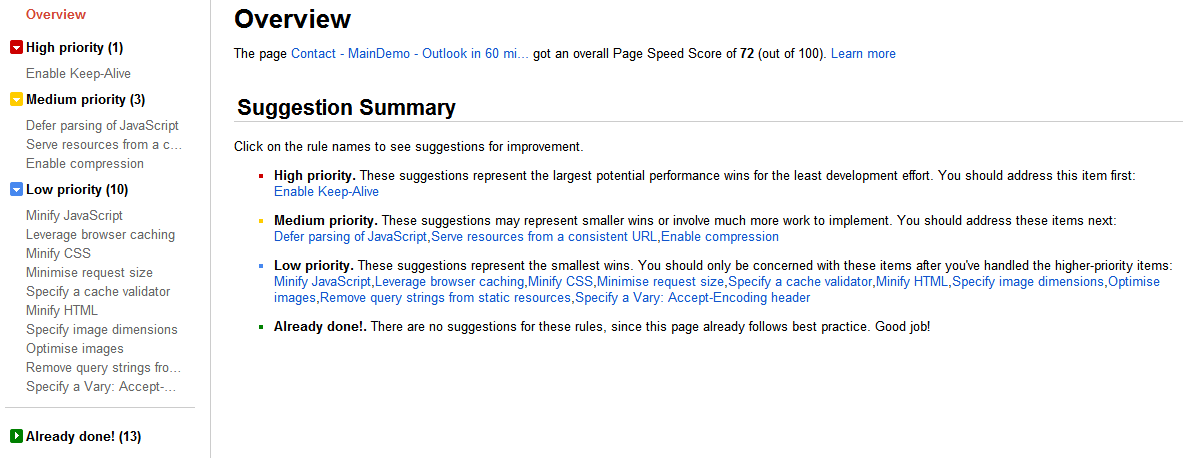 Overview
High priority (1)
Enable Keep-Alive
Medium priority (3)
Defer parsing of JavaScript
Serve resources from a c...
Enable compression
Low priority (10)
Minify JavaScript
Leverage browser caching
Minify CSS
Minimise request size
Specify a cache validator
Minify HTML
Specify image dimensions
Optimise images
Remove query strings fro...
Specify a Vary: Accept-...
Already done! (13)
Overview
The page Contact - MainDemo - Outlook in 60 mi... got an overall Page Speed Score of 72 (out of 100). Learn more
Suggestion Summary
Click on the rule names to see suggestions for improvement.
High priority. These suggestions represent the largest potential performance wins for the least development effort. You should address this item first:
Enable Keep-Alive
Medium priority. These suggestions may represent smaller wins or involve much more work to implement. You should address these items next:
Defer parsing of JavaScript,Serve resources from a consistent URL,Enable compression
Low priority. These suggestions represent the smallest wins. You should only be concerned with these items after you've handled the higher-priority items:
Minify JavaScript,Leverage browser caching,Minify CSS,Minimise request size,Specify a cache validator,Minify HTML,Specify image dimensions,Optimise
images,Remove query strings from static resources,Specify a Vary: Accept-Encoding header
Already done!. There are no suggestions for these rules, since this page already follows best practice. Good job!